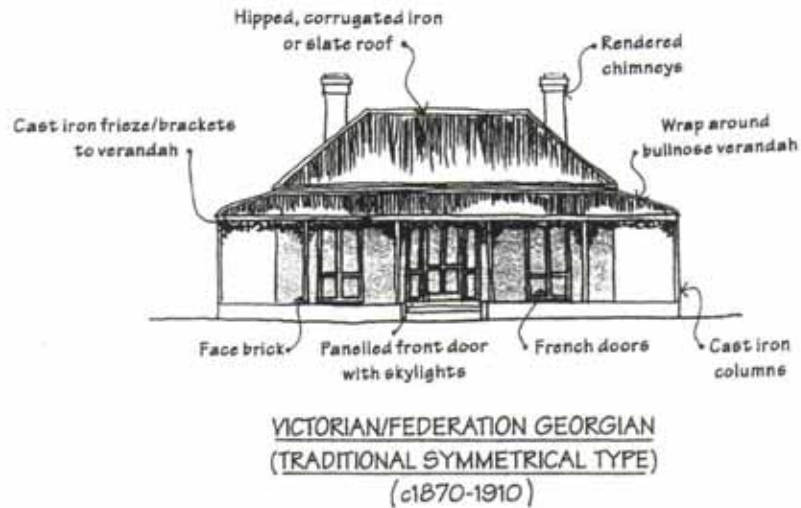 Hipped, corrugated iron
or slate roof
Rendered
chimneys
Cast iron frieze/brackets
to verandah
Wrap around
bullnose verandah
Face brick
Panelled front door
with skylights
French doors
Cast iron
columns
VICTORIAN/FEDERATION GEORGIAN
(TRADITIONAL SYMMETRICAL TYPE)
(c1870-1910)